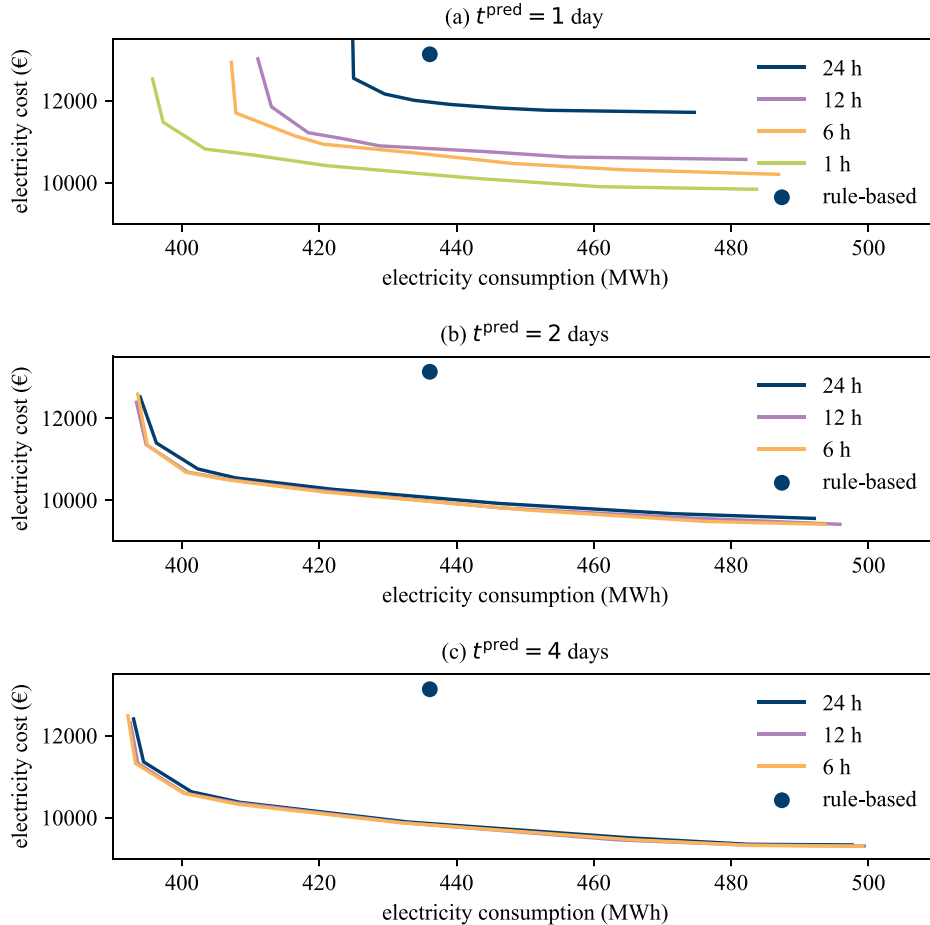 (a) t^pred = 1 day
electricity cost (€)
12000
10000
24 h
12 h
6 h
1 h
rule-based
400 420 440 460 480 500
electricity consumption (MWh)
(b) t^pred = 2 days
electricity cost (€)
12000
10000
24 h
12 h
6 h
rule-based
400 420 440 460 480 500
electricity consumption (MWh)
(c) t^pred = 4 days
electricity cost (€)
12000
10000
24 h
12 h
6 h
rule-based
400 420 440 460 480 500
electricity consumption (MWh)